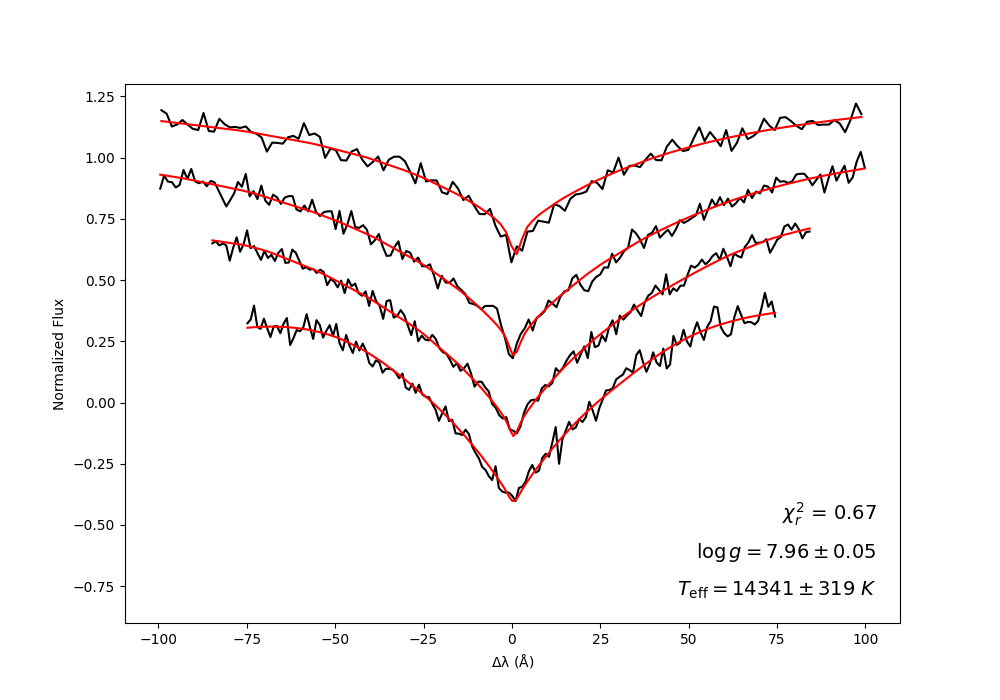 1.25
1.00
0.75
0.50
0.25
0.00
−0.25
−0.50
−0.75
Normalized Flux
χ²ᵣ = 0.67
log g = 7.96 ± 0.05
T_eff = 14341 ± 319 K
−100 −75 −50 −25 0 25 50 75 100
Δλ (Å)